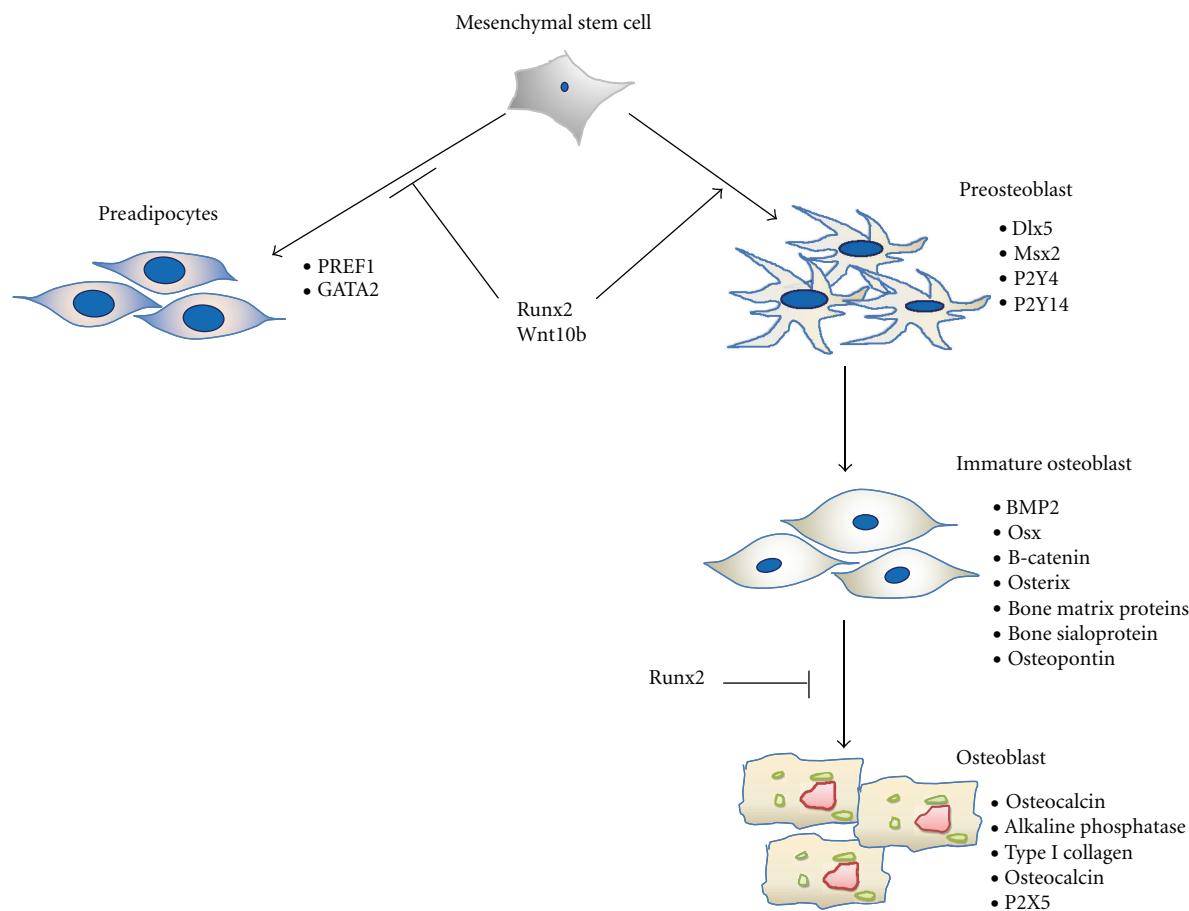 Mesenchymal stem cell
Preadipocytes
• PREF1
• GATA2
Runx2
Wnt10b
Preosteoblast
• Dlx5
• Msx2
• P2Y4
• P2Y14
Immature osteoblast
• BMP2
• Osx
• B-catenin
• Osterix
• Bone matrix proteins
• Bone sialoprotein
• Osteopontin
Runx2
Osteoblast
• Osteocalcin
• Alkaline phosphatase
• Type I collagen
• Osteocalcin
• P2X5